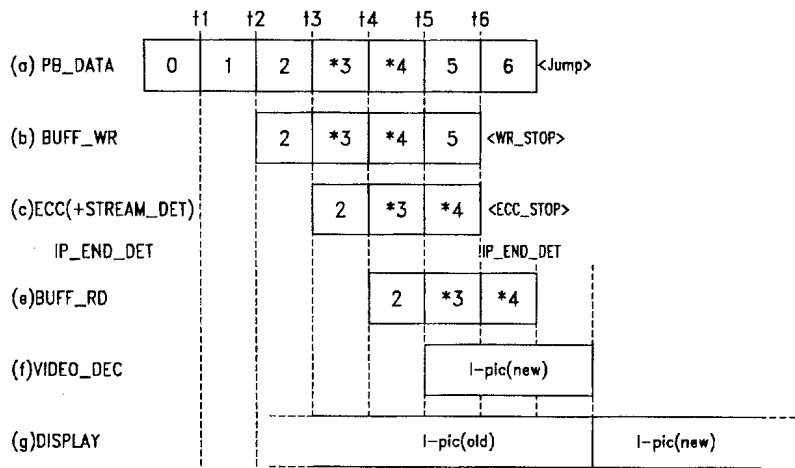 t1 t2 t3 t4 t5 t6
(a) PB_DATA 0 1 2 *3 *4 5 6 <Jump>
(b) BUFF_WR 2 *3 *4 5 <WR_STOP>
(c)ECC(+STREAM_DET) 2 *3 *4 <ECC_STOP>
IP_END_DET !IP_END_DET
(e)BUFF_RD 2 *3 *4
(f)VIDEO_DEC I-pic(new)
(g)DISPLAY I-pic(old) I-pic(new)